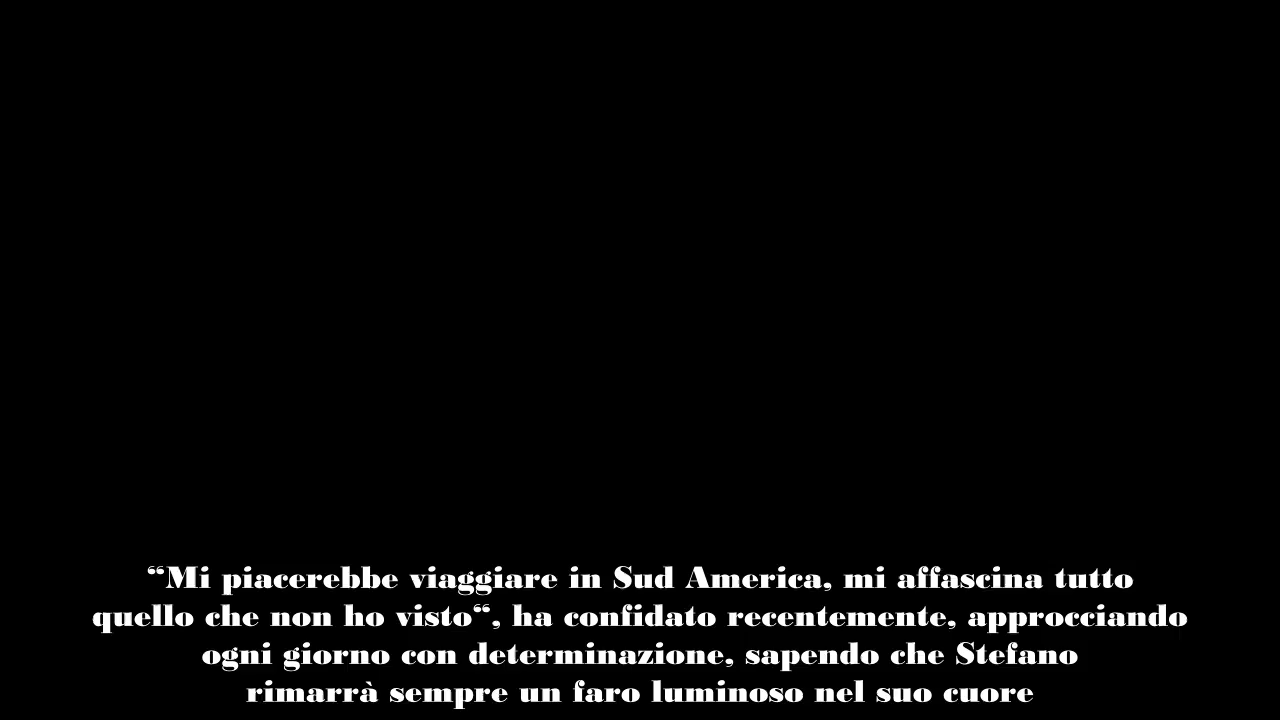 “Mi piacerebbe viaggiare in Sud America, mi affascina tutto
quello che non ho visto“, ha confidato recentemente, approcciando
ogni giorno con determinazione, sapendo che Stefano
rimarrà sempre un faro luminoso nel suo cuore